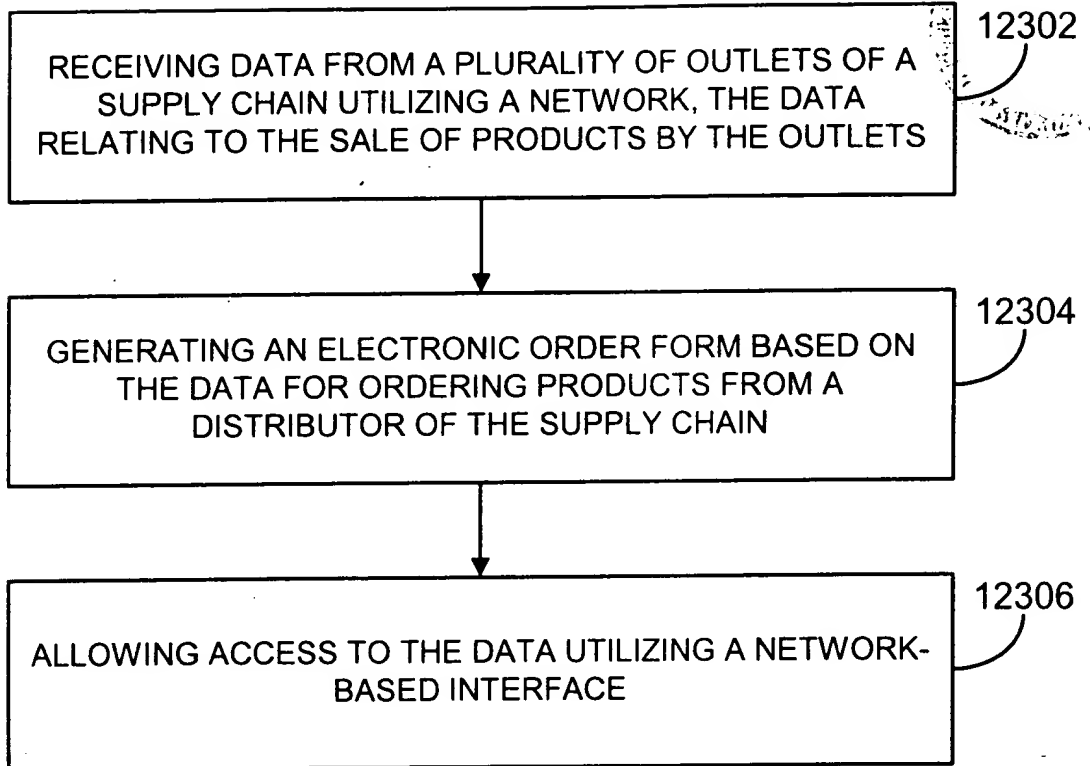 12302
RECEIVING DATA FROM A PLURALITY OF OUTLETS OF A
SUPPLY CHAIN UTILIZING A NETWORK, THE DATA
RELATING TO THE SALE OF PRODUCTS BY THE OUTLETS
12304
GENERATING AN ELECTRONIC ORDER FORM BASED ON
THE DATA FOR ORDERING PRODUCTS FROM A
DISTRIBUTOR OF THE SUPPLY CHAIN
12306
ALLOWING ACCESS TO THE DATA UTILIZING A NETWORK-
BASED INTERFACE